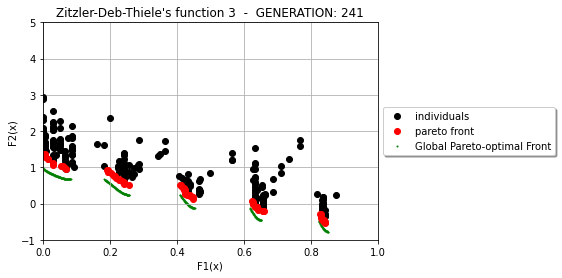 Zitzler-Deb-Thiele's function 3 - GENERATION: 241
5
4
3
2
1
0
-1
F2(x)
0.0 0.2 0.4 0.6 0.8 1.0
F1(x)
individuals
pareto front
Global Pareto-optimal Front